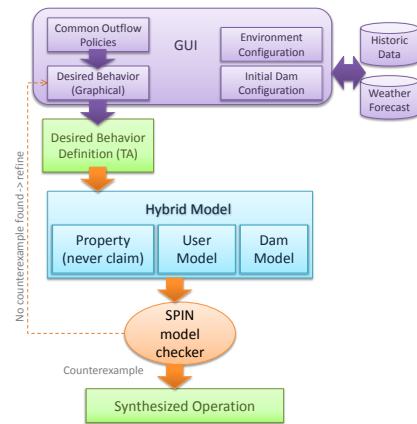 Common Outflow
Policies
GUI
Environment
Configuration
Historic
Data
Desired Behavior
(Graphical)
Initial Dam
Configuration
Weather
Forecast
Desired Behavior
Definition (TA)
No counterexample found -> refine
Hybrid Model
Property
(never claim)
User
Model
Dam
Model
SPIN
model
checker
Counterexample
Synthesized Operation